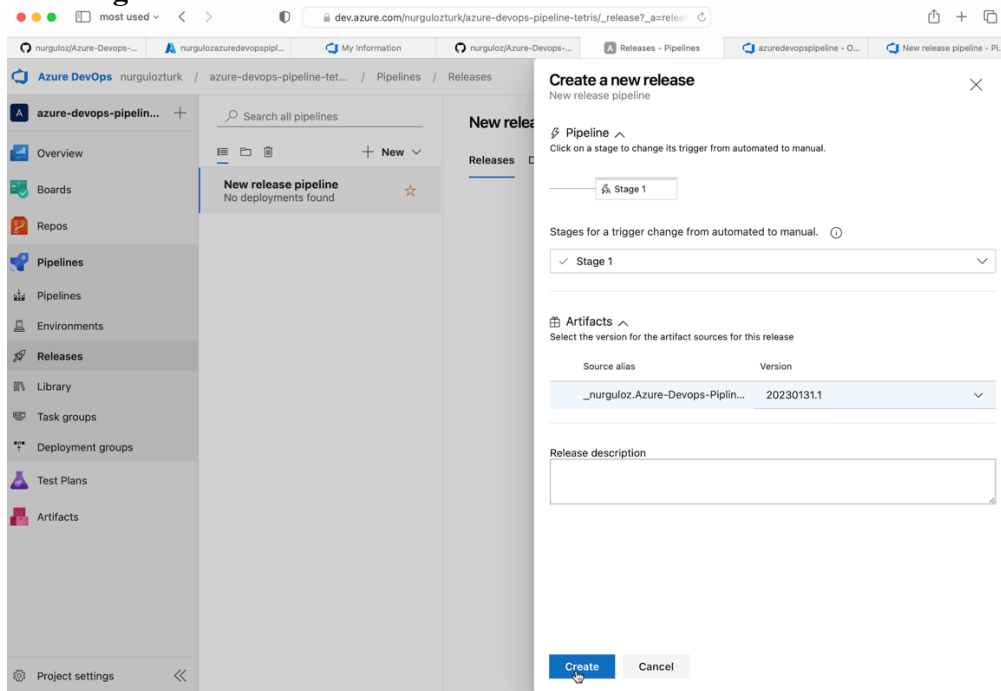 most used
dev.azure.com/nurgulozturk/azure-devops-pipeline-tetris/_release?_a=releas
nurguloz/Azure-Devops-...
nurgulozazuredevopspipl...
My Information
nurguloz/Azure-Devops-...
Releases - Pipelines
azuredevopspipeline - O...
New release pipeline - Pi...
Azure DevOps nurgulozturk / azure-devops-pipeline-tet... / Pipelines / Releases
A azure-devops-pipelin...
Overview
Boards
Repos
Pipelines
Pipelines
Environments
Releases
Library
Task groups
Deployment groups
Test Plans
Artifacts
Project settings
Search all pipelines
New
New release pipeline
No deployments found
New relea
Releases D
Create a new release
New release pipeline
Pipeline
Click on a stage to change its trigger from automated to manual.
Stage 1
Stages for a trigger change from automated to manual.
Stage 1
Artifacts
Select the version for the artifact sources for this release
Source alias Version
_nurguloz.Azure-Devops-Piplin... 20230131.1
Release description
Create Cancel